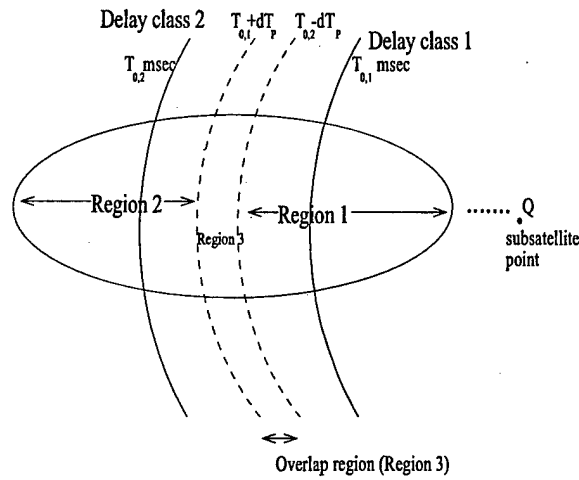 Delay class 2
T0,1+dTP
T0,2-dTP
Delay class 1
T0,2 msec
T0,1 msec
Region 2
Region 3
Region 1
...... Q
subsatellite
point
Overlap region (Region 3)